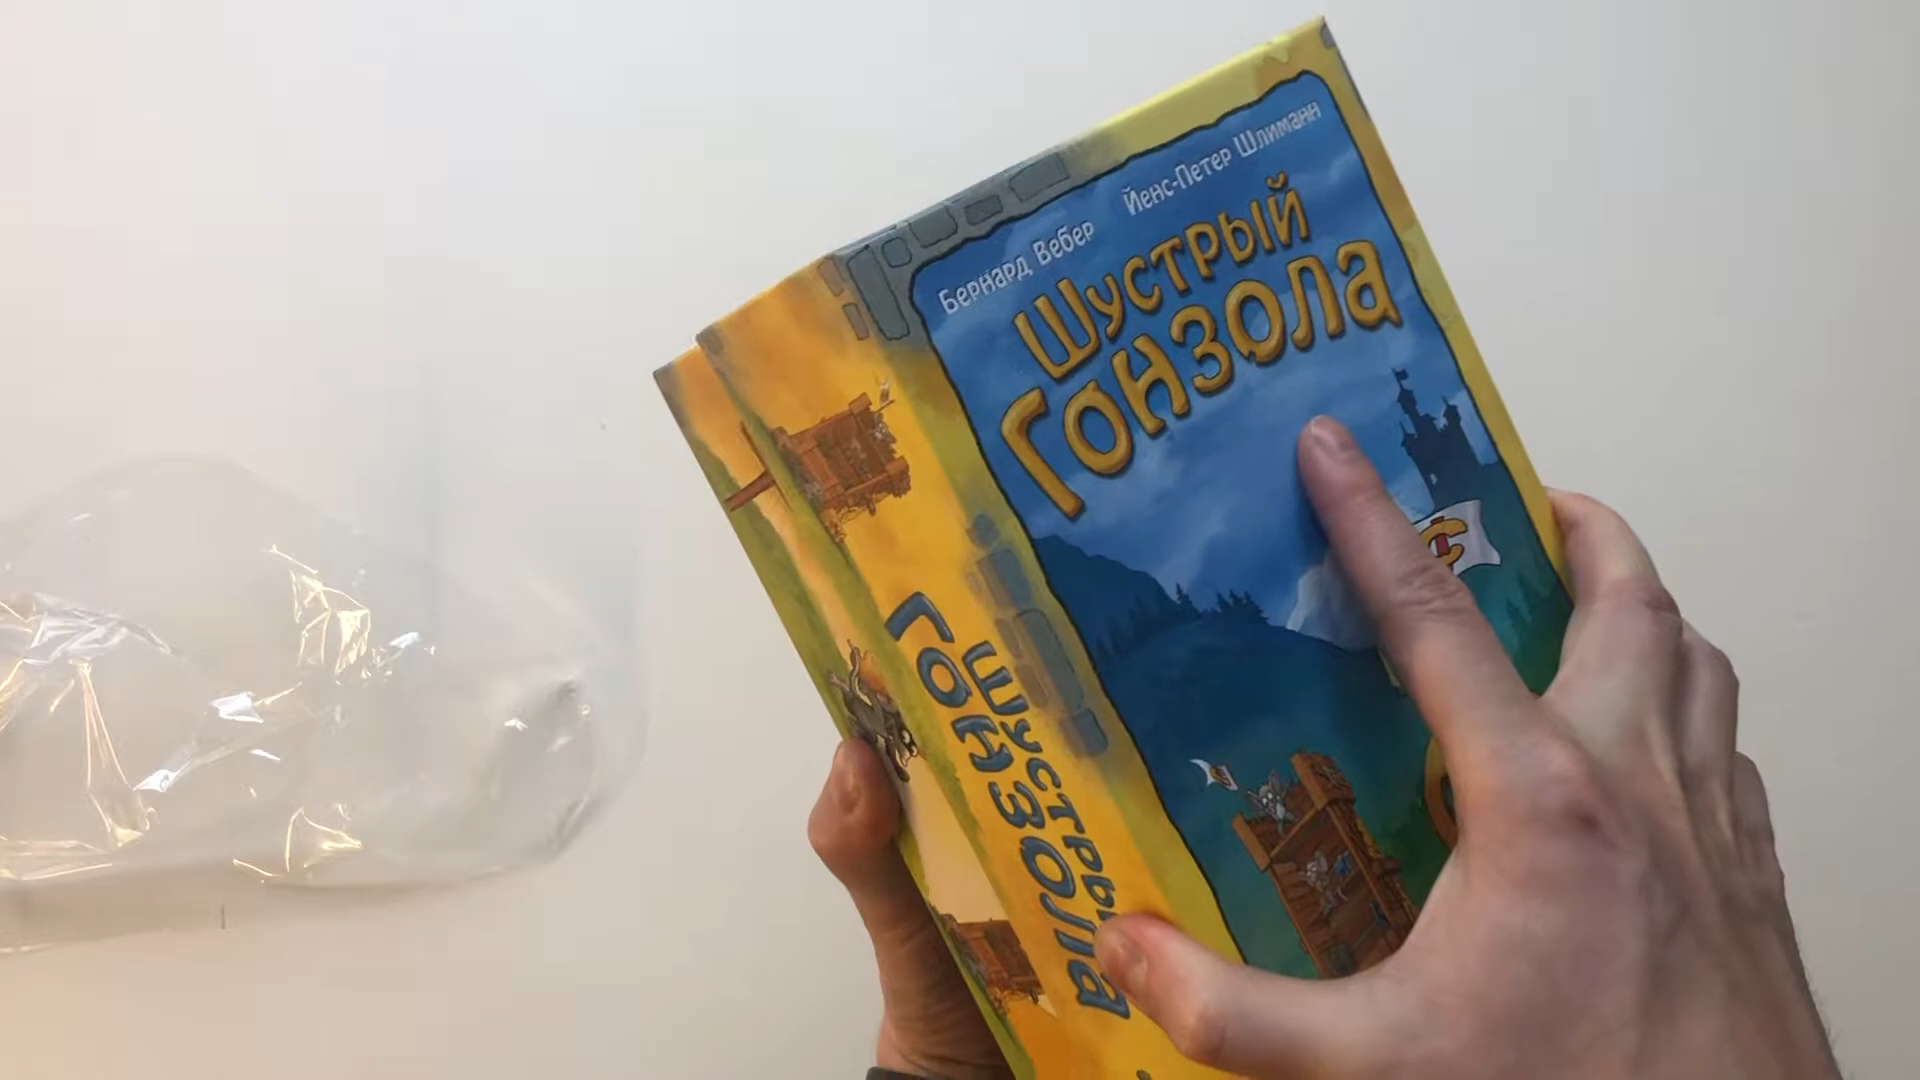 Бернард Вебер Йенс-Петер Шлиманн
Шустрый
Гонзола
Шустрый
Гонзола